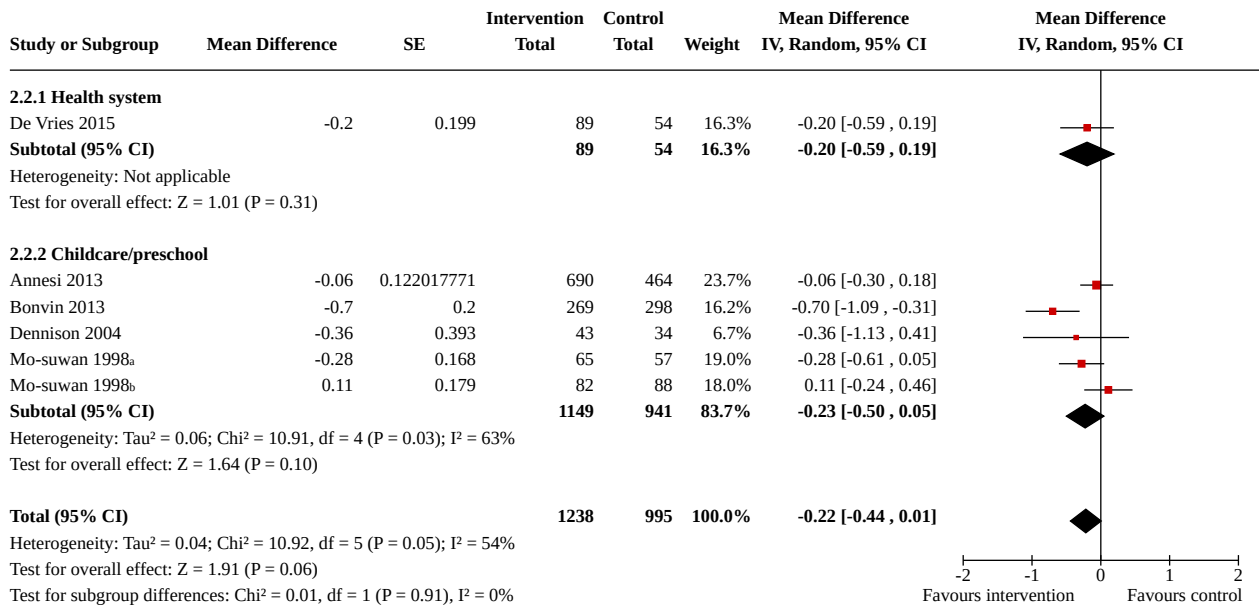 Intervention Control Mean Difference Mean Difference
Study or Subgroup Mean Difference SE Total Total Weight IV, Random, 95% CI IV, Random, 95% CI
2.2.1 Health system
De Vries 2015 -0.2 0.199 89 54 16.3% -0.20 [-0.59 , 0.19]
Subtotal (95% CI) 89 54 16.3% -0.20 [-0.59 , 0.19]
Heterogeneity: Not applicable
Test for overall effect: Z = 1.01 (P = 0.31)
2.2.2 Childcare/preschool
Annesi 2013 -0.06 0.122017771 690 464 23.7% -0.06 [-0.30 , 0.18]
Bonvin 2013 -0.7 0.2 269 298 16.2% -0.70 [-1.09 , -0.31]
Dennison 2004 -0.36 0.393 43 34 6.7% -0.36 [-1.13 , 0.41]
Mo-suwan 1998a -0.28 0.168 65 57 19.0% -0.28 [-0.61 , 0.05]
Mo-suwan 1998b 0.11 0.179 82 88 18.0% 0.11 [-0.24 , 0.46]
Subtotal (95% CI) 1149 941 83.7% -0.23 [-0.50 , 0.05]
Heterogeneity: Tau² = 0.06; Chi² = 10.91, df = 4 (P = 0.03); I² = 63%
Test for overall effect: Z = 1.64 (P = 0.10)
Total (95% CI) 1238 995 100.0% -0.22 [-0.44 , 0.01]
Heterogeneity: Tau² = 0.04; Chi² = 10.92, df = 5 (P = 0.05); I² = 54%
Test for overall effect: Z = 1.91 (P = 0.06)
Test for subgroup differences: Chi² = 0.01, df = 1 (P = 0.91), I² = 0%
-2 -1 0 1 2
Favours intervention Favours control